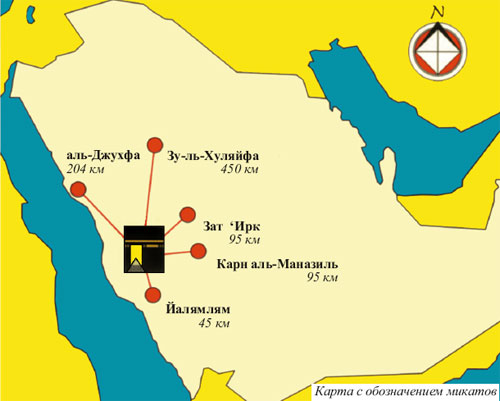 N
аль-Джухфа
204 км
Зу-ль-Хуляйфа
450 км
Зат ‘Ирк
95 км
Карн аль-Маназиль
95 км
Йалямлям
45 км
Карта с обозначением микатов